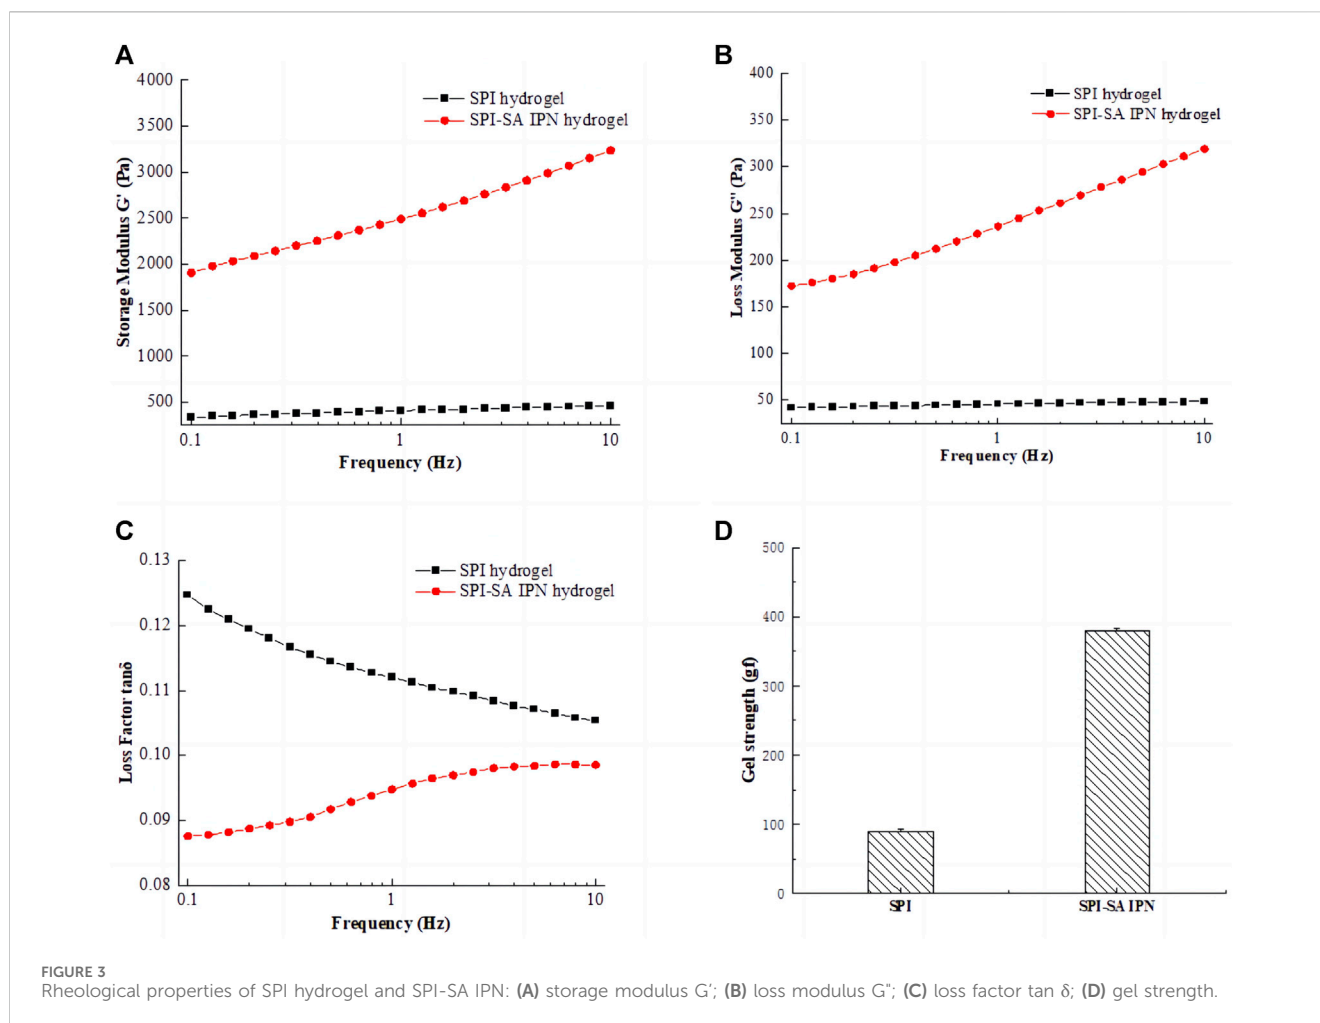 A
4000
3500
3000
2500
2000
1500
1000
500
Storage Modulus G' (Pa)
SPI hydrogel
SPI-SA IPN hydrogel
0.1
1
10
Frequency (Hz)
B
400
350
300
250
200
150
100
50
Loss Modulus G'' (Pa)
SPI hydrogel
SPI-SA IPN hydrogel
0.1
1
10
Frequency (Hz)
C
0.13
0.12
0.11
0.10
0.09
0.08
Loss Factor tanδ
SPI hydrogel
SPI-SA IPN hydrogel
0.1
1
10
Frequency (Hz)
D
500
400
300
200
100
0
Gel strength (gf)
SPI
SPI-SA IPN
FIGURE 3
Rheological properties of SPI hydrogel and SPI-SA IPN: (A) storage modulus G′; (B) loss modulus G"; (C) loss factor tan δ; (D) gel strength.